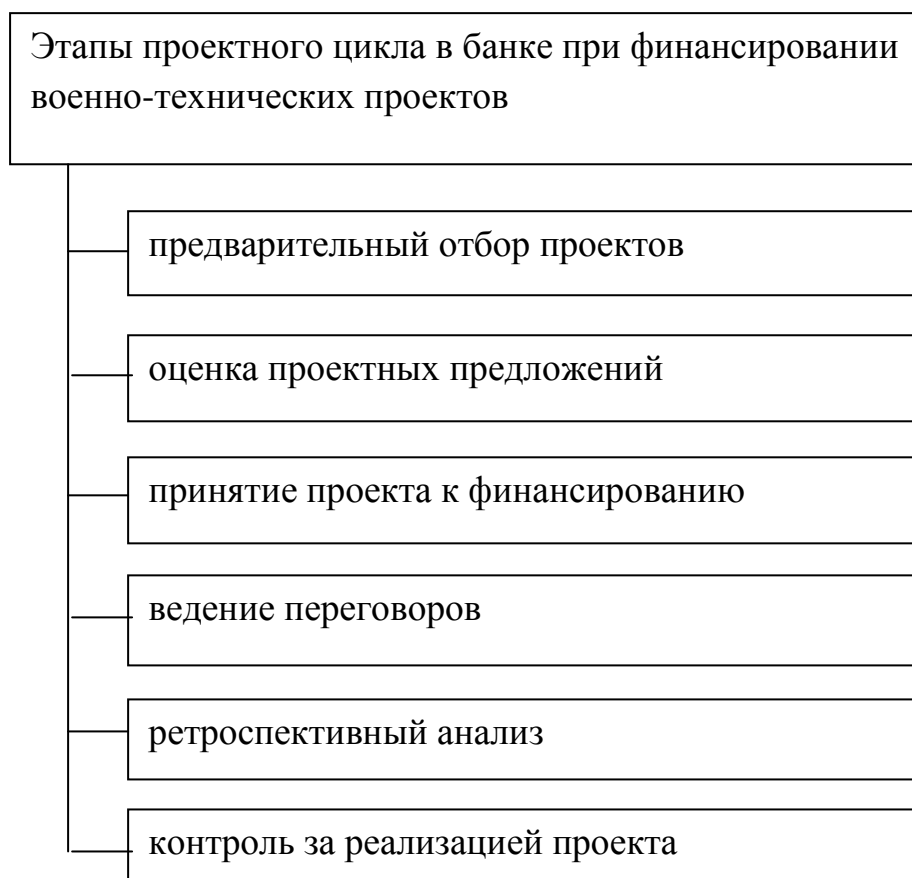 Этапы проектного цикла в банке при финансировании
военно-технических проектов
предварительный отбор проектов
оценка проектных предложений
принятие проекта к финансированию
ведение переговоров
ретроспективный анализ
контроль за реализацией проекта